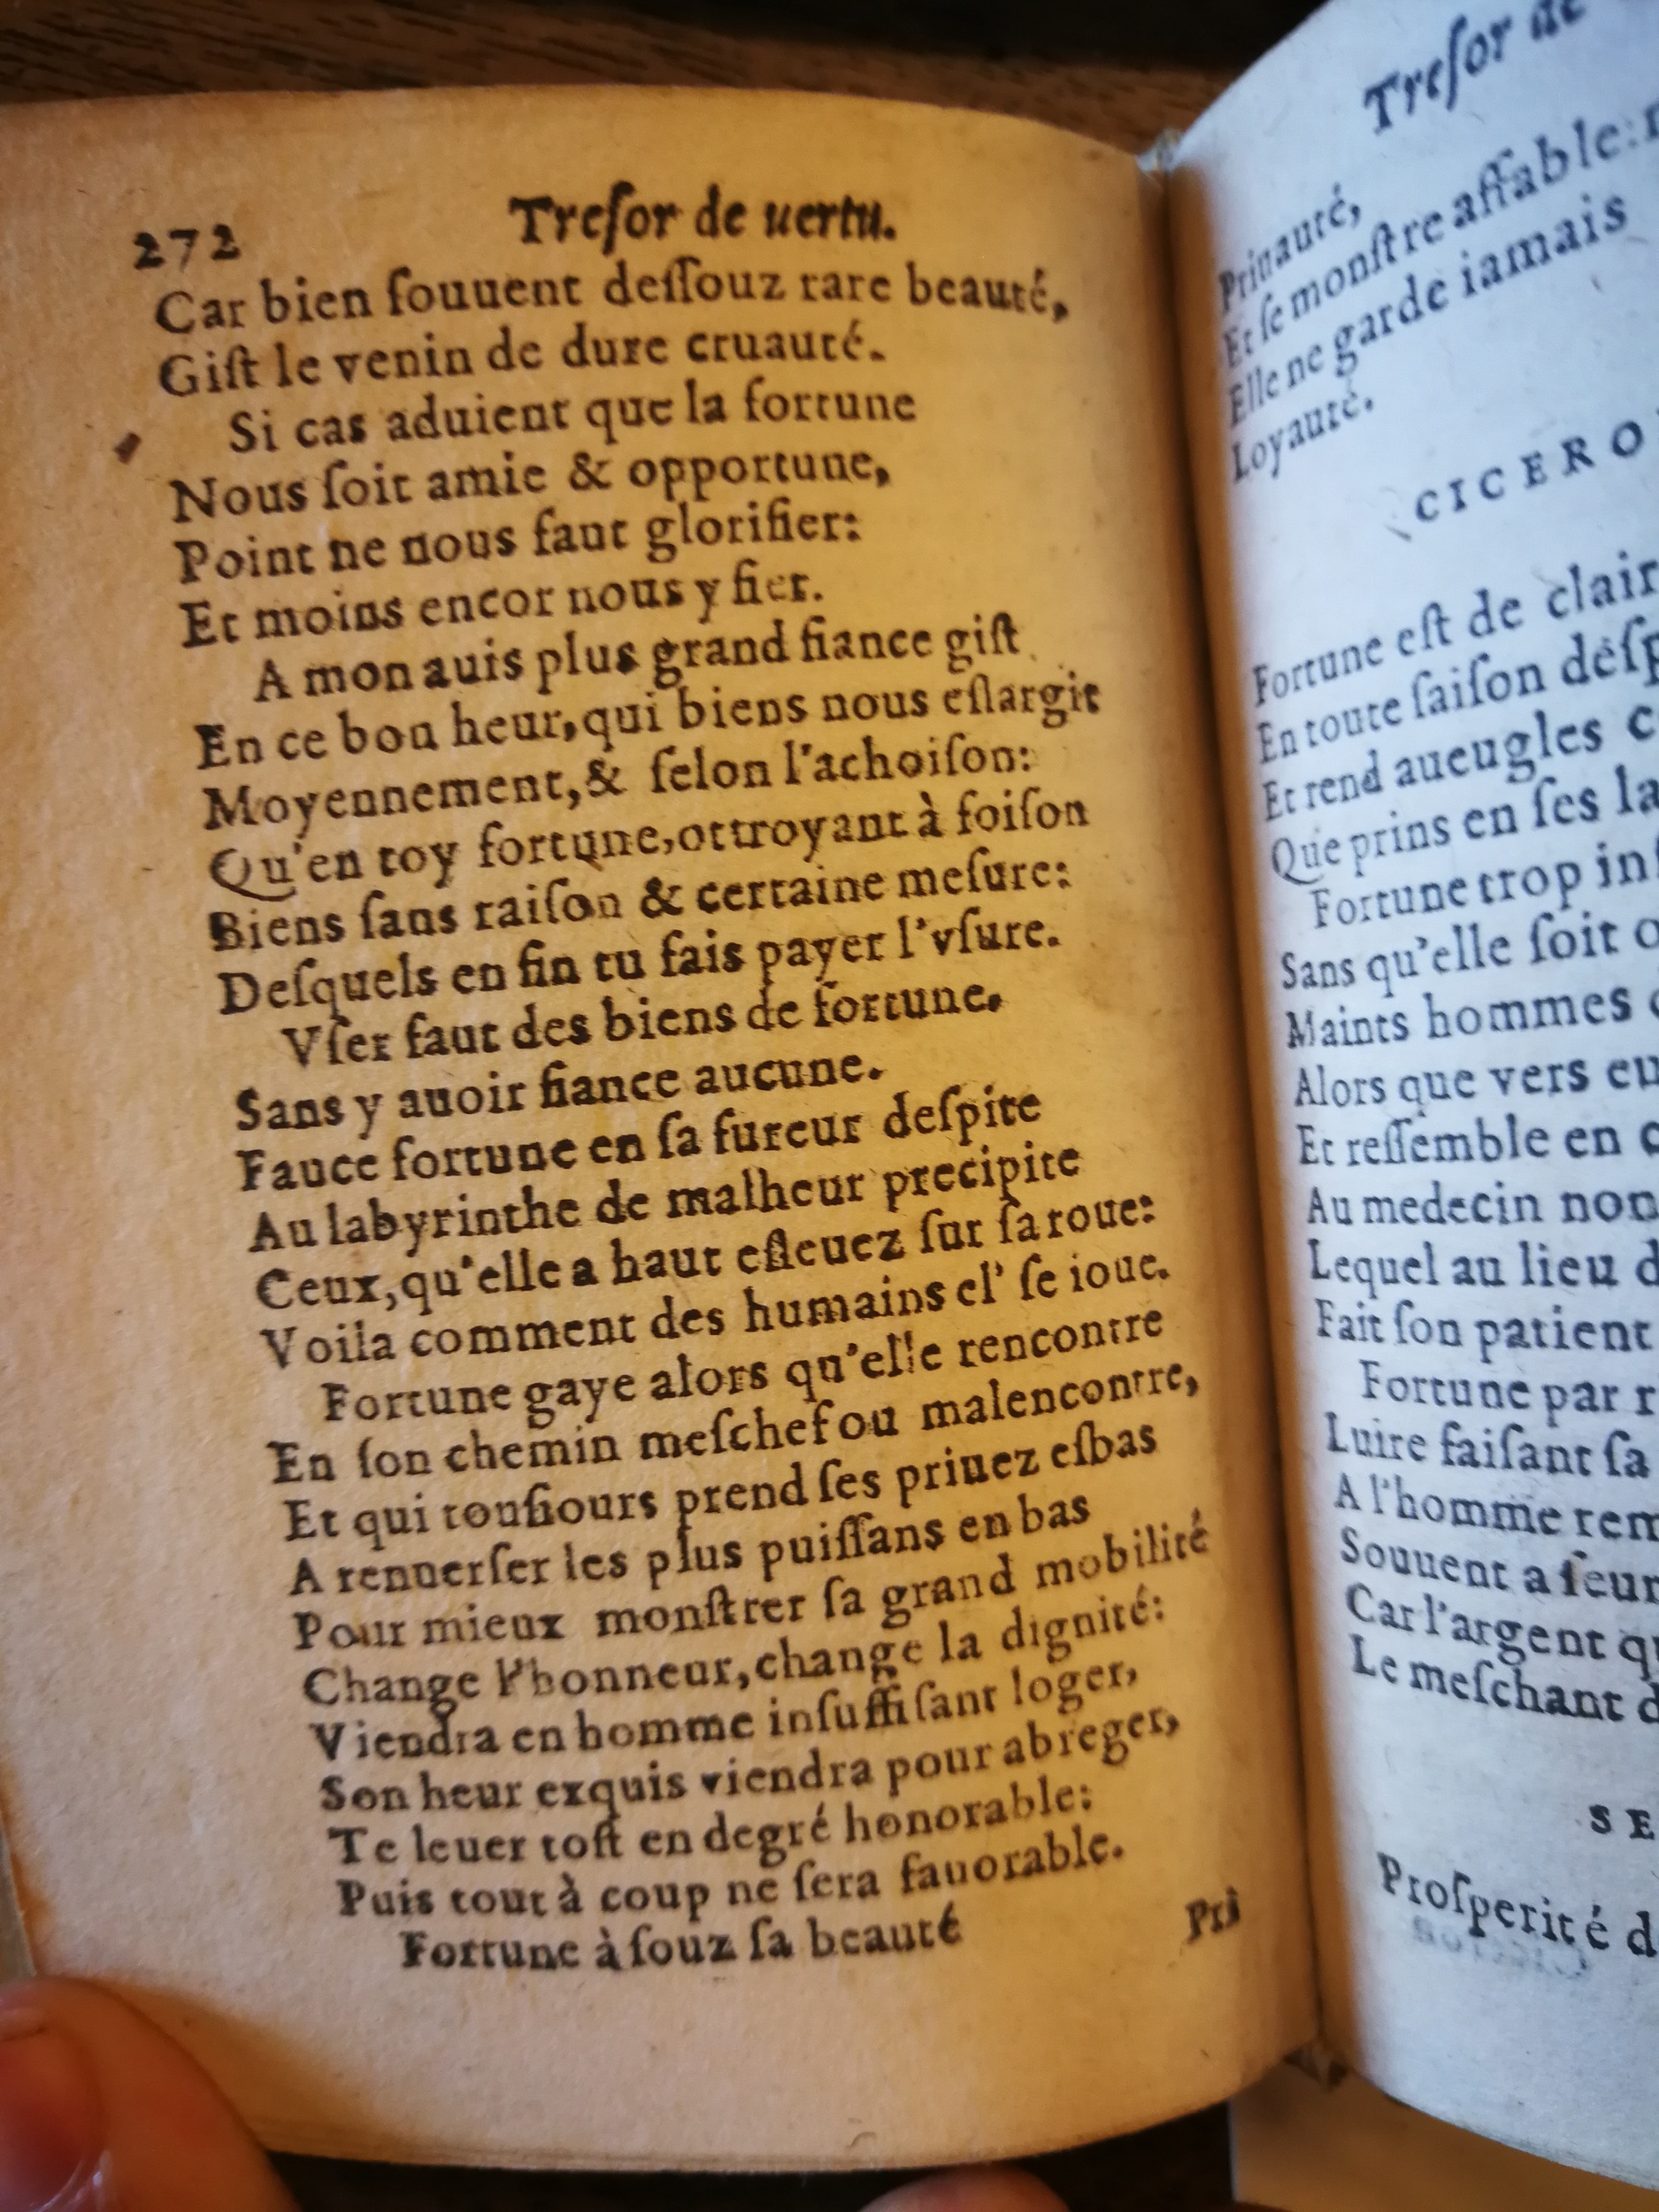 272 Treſor de uertu.
Car bien ſouuent deſſouz rare beauté,
Giſt le venin de dure cruauté.
Si cas aduient que la fortune
Nous ſoit amie & opportune,
Point ne nous faut glorifier:
Et moins encor nous y fier.
A mon auis plus grand fiance giſt
En ce bon heur, qui biens nous eſlargit
Moyennement, & ſelon l'achoiſon:
Qu'en toy fortune, ottroyant à foiſon
Biens ſans raiſon & certaine meſure:
Deſquels en fin tu fais payer l'vſure.
Vſer faut des biens de fortune.
Sans y auoir fiance aucune.
Fauce fortune en ſa fureur deſpite
Au labyrinthe de malheur precipite
Ceux, qu'elle a haut eſleuez ſur ſa roue:
Voila comment des humains el' ſe ioue.
Fortune gaye alors qu'elle rencontre
En ſon chemin meſchef ou malencontre,
Et qui touſiours prend ſes priuez eſbas
A renuerſer les plus puiſſans en bas
Pour mieux monſtrer ſa grand mobilité
Change l'honneur, change la dignité:
Viendra en homme inſuffiſant loger,
Son heur exquis viendra pour abreger,
Te leuer toſt en degré honorable:
Puis tout à coup ne ſera fauorable.
Fortune à ſouz ſa beauté
Pri
Treſor de
Priuauté,
Et ſe monſtre affable:
Elle ne garde iamais
Loyauté.
CICERO
Fortune eſt de clair
En toute ſaiſon deſp
Et rend aueugles c
Que prins en ſes la
Fortune trop inſ
Sans qu'elle ſoit o
Maints hommes
Alors que vers eu
Et reſſemble en c
Au medecin non
Lequel au lieu d
Fait ſon patient
Fortune par r
Luire faiſant ſa
A l'homme rem
Souuent a ſeur
Car l'argent qu
Le meſchant d
SE
Proſperité d